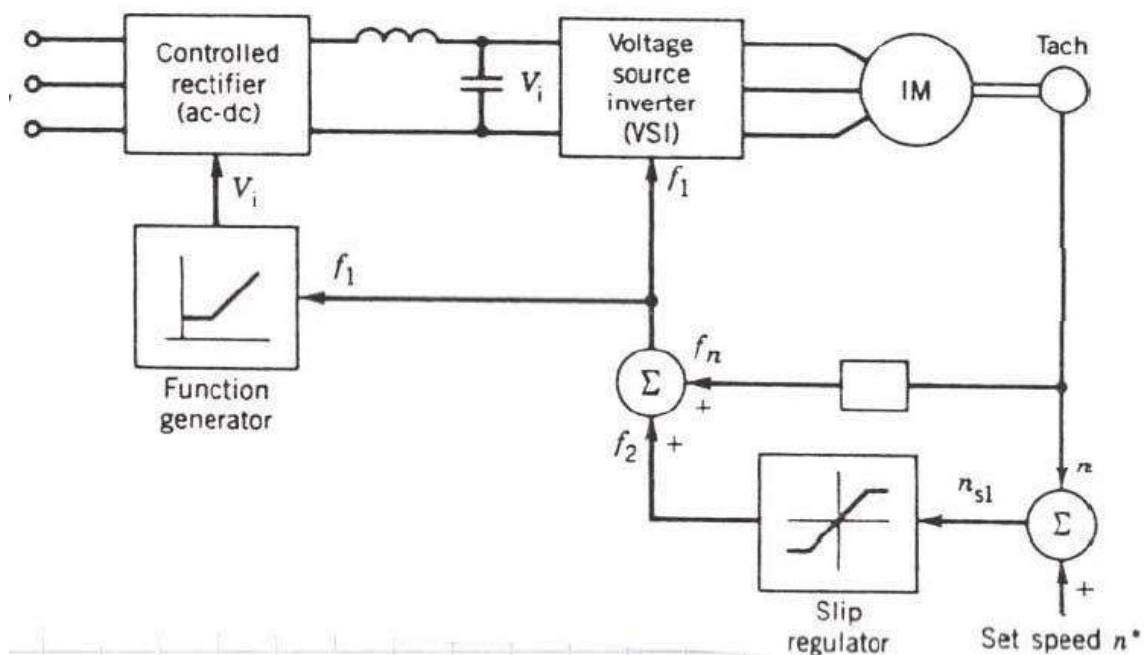 Controlled
rectifier
(ac-dc)
V_i
Voltage
source
inverter
(VSI)
IM
Tach
V_i
f_1
f_1
Function
generator
Σ
f_n
+
f_2
+
n
n_sl
Σ
+
Slip
regulator
Set speed n*